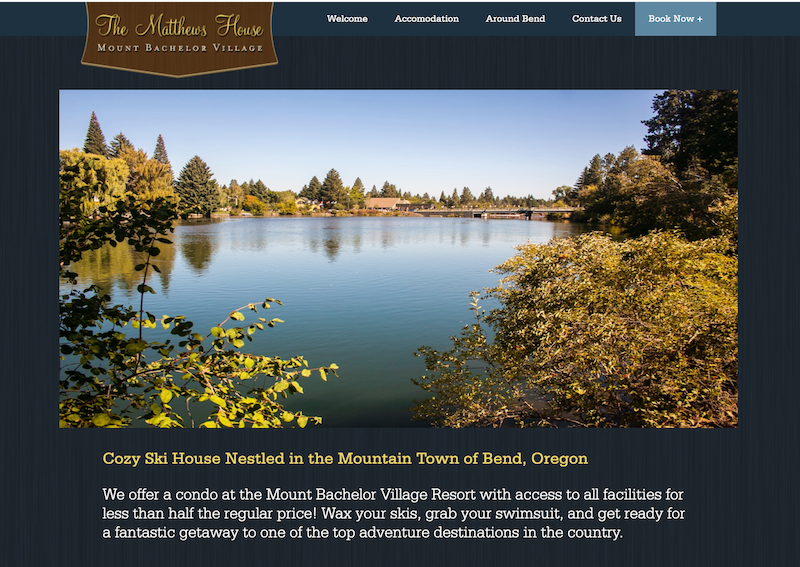 The Matthews House
Mount Bachelor Village
Welcome
Accomodation
Around Bend
Contact Us
Book Now +
Cozy Ski House Nestled in the Mountain Town of Bend, Oregon
We offer a condo at the Mount Bachelor Village Resort with access to all facilities for
less than half the regular price! Wax your skis, grab your swimsuit, and get ready for
a fantastic getaway to one of the top adventure destinations in the country.